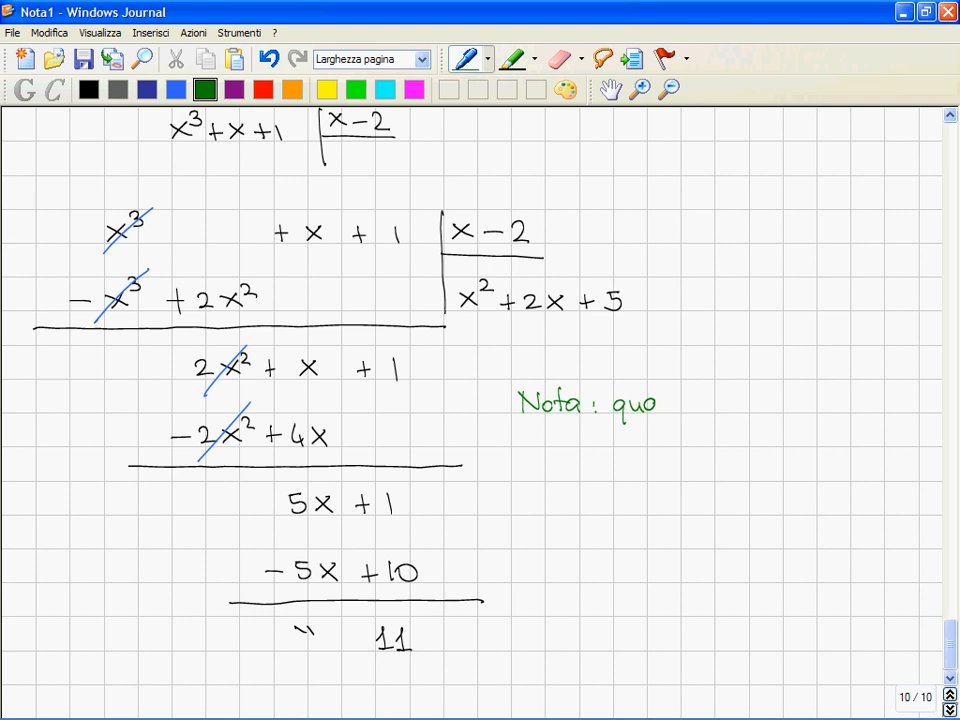 Nota1 - Windows Journal
File Modifica Visualizza Inserisci Azioni Strumenti ?
Larghezza pagina
x³ + x + 1 x - 2
x³ + x + 1 x - 2
- x³ + 2x² x² + 2x + 5
2x² + x + 1
Nota: quo
- 2x² + 4x
5x + 1
- 5x + 10
" 11
10 / 10